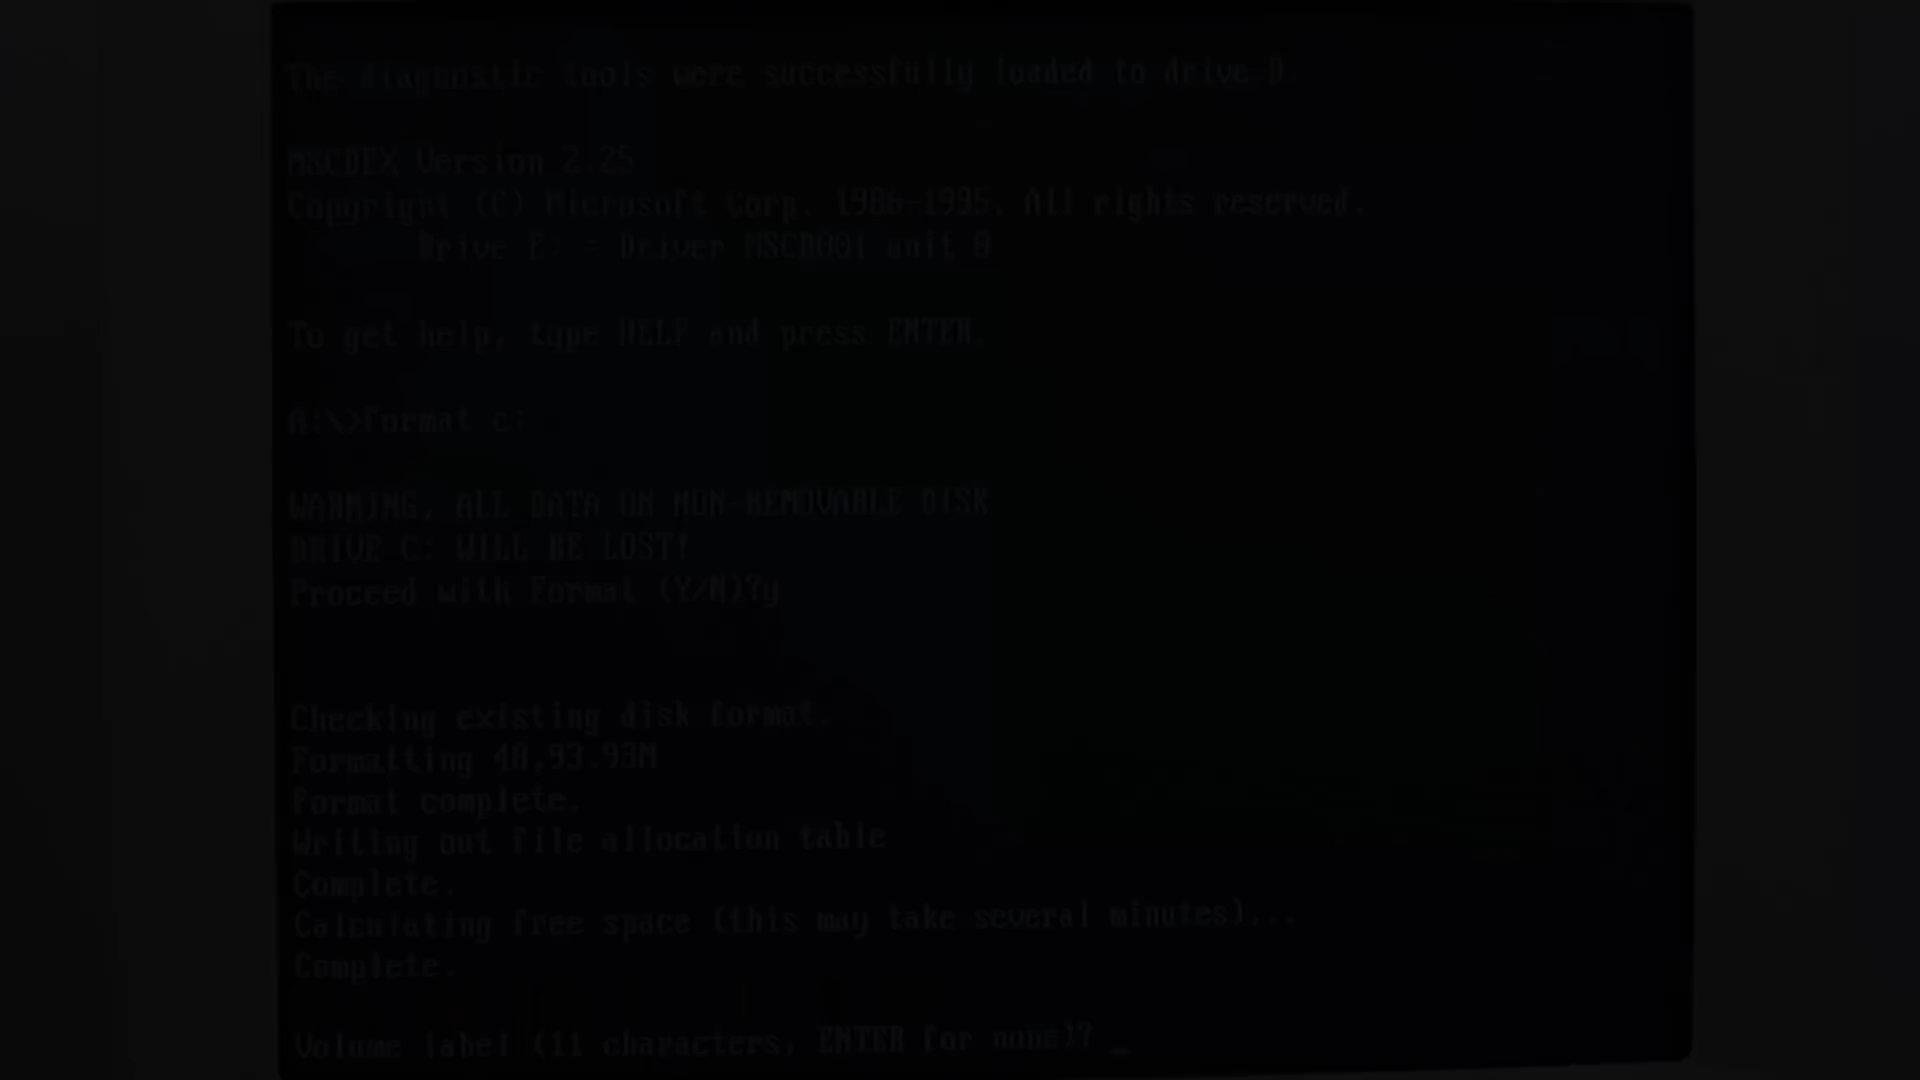 The diagnostic tools were successfully loaded to drive D.
MSCDEX Version 2.25
Copyright (C) Microsoft Corp. 1986-1995. All rights reserved.
Drive E: = Driver MSCD001 unit 0
To get help, type HELP and press ENTER.
A:\>format c:
WARNING, ALL DATA ON NON-REMOVABLE DISK
DRIVE C: WILL BE LOST!
Proceed with Format (Y/N)?y
Checking existing disk format.
Formatting
Format complete.
Writing out file allocation table
Complete.
Calculating free space (this may take several minutes)...
Complete.
Volume label (11 characters, ENTER for none)? _